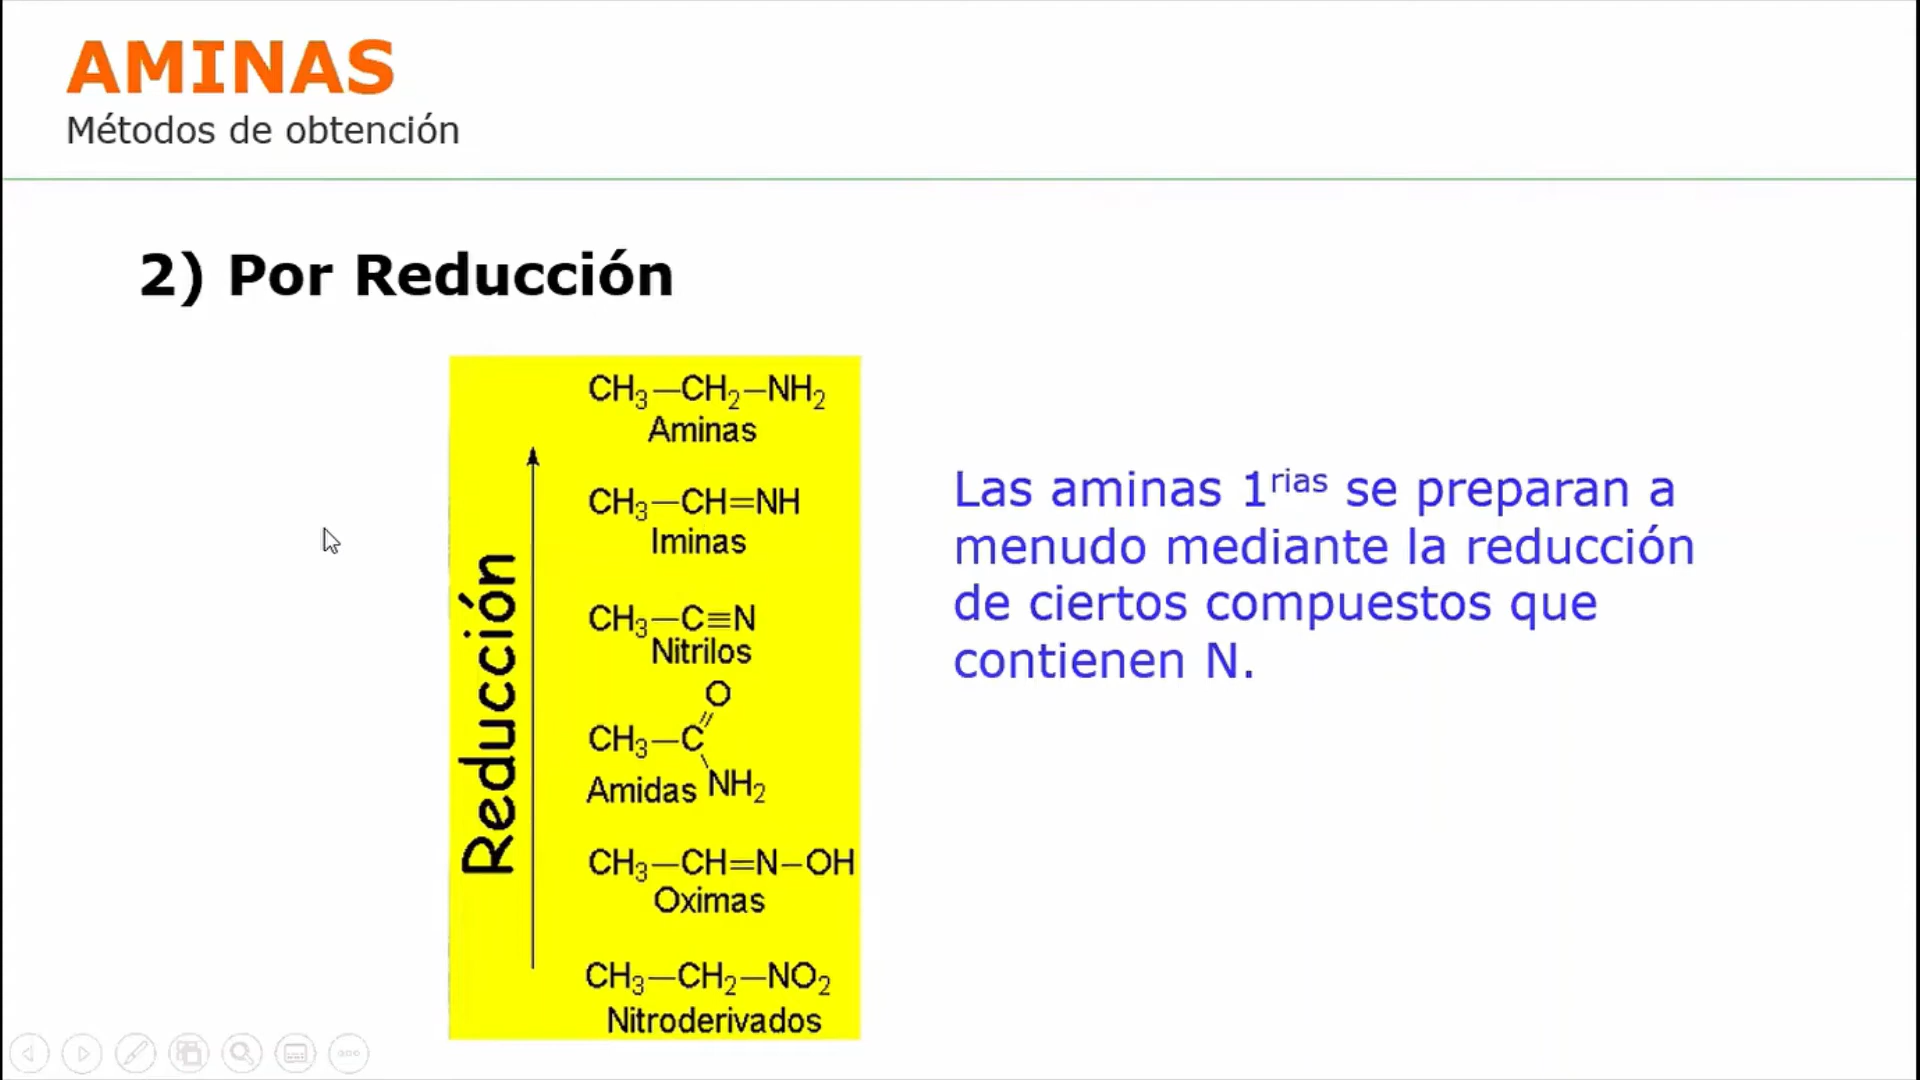 AMINAS
Métodos de obtención
2) Por Reducción
Reducción
CH₃—CH₂—NH₂
Aminas
CH₃—CH=NH
Iminas
CH₃—C≡N
Nitrilos
O
CH₃—C
Amidas NH₂
CH₃—CH=N—OH
Oximas
CH₃—CH₂—NO₂
Nitroderivados
Las aminas 1ʳⁱᵃˢ se preparan a
menudo mediante la reducción
de ciertos compuestos que
contienen N.